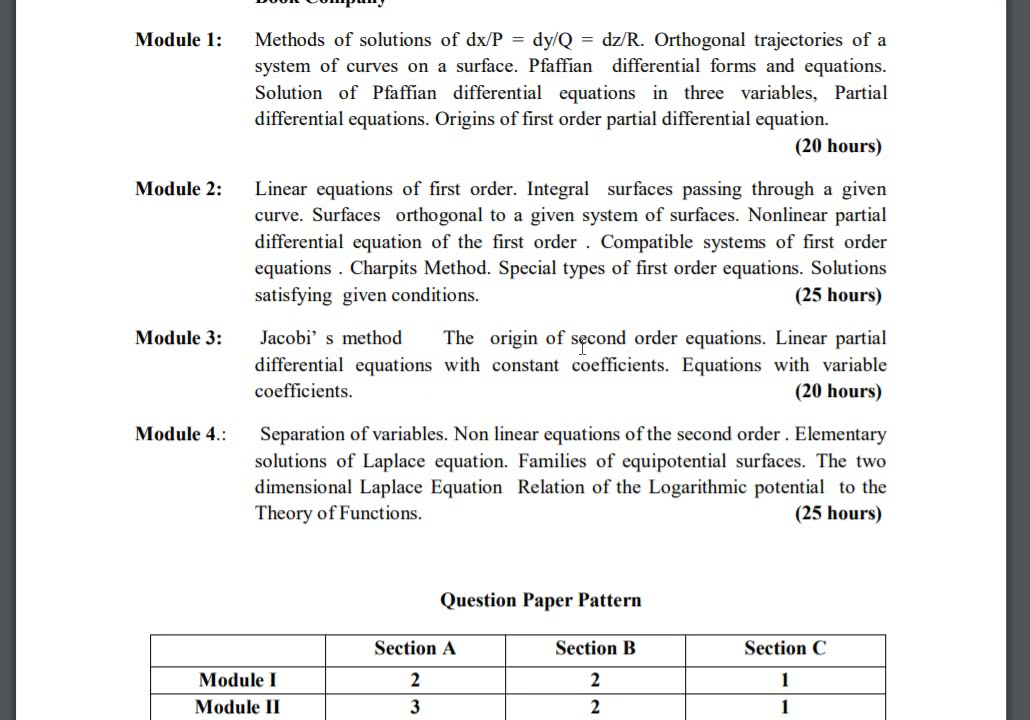 Book Company
Module 1: Methods of solutions of dx/P = dy/Q = dz/R. Orthogonal trajectories of a
system of curves on a surface. Pfaffian differential forms and equations.
Solution of Pfaffian differential equations in three variables, Partial
differential equations. Origins of first order partial differential equation.
(20 hours)
Module 2: Linear equations of first order. Integral surfaces passing through a given
curve. Surfaces orthogonal to a given system of surfaces. Nonlinear partial
differential equation of the first order . Compatible systems of first order
equations . Charpits Method. Special types of first order equations. Solutions
satisfying given conditions. (25 hours)
Module 3: Jacobi’ s method The origin of second order equations. Linear partial
differential equations with constant coefficients. Equations with variable
coefficients. (20 hours)
Module 4.: Separation of variables. Non linear equations of the second order . Elementary
solutions of Laplace equation. Families of equipotential surfaces. The two
dimensional Laplace Equation Relation of the Logarithmic potential to the
Theory of Functions. (25 hours)
Question Paper Pattern
Section A Section B Section C
Module I 2 2 1
Module II 3 2 1